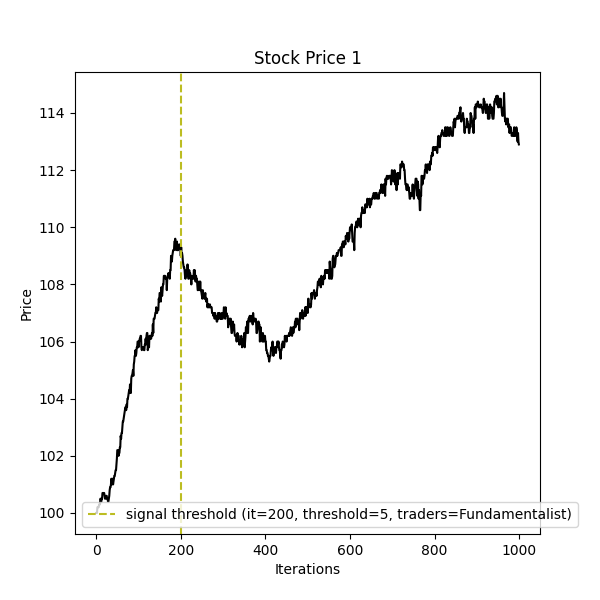 Stock Price 1
114
112
110
108
106
104
102
100
Price
signal threshold (it=200, threshold=5, traders=Fundamentalist)
0 200 400 600 800 1000
Iterations